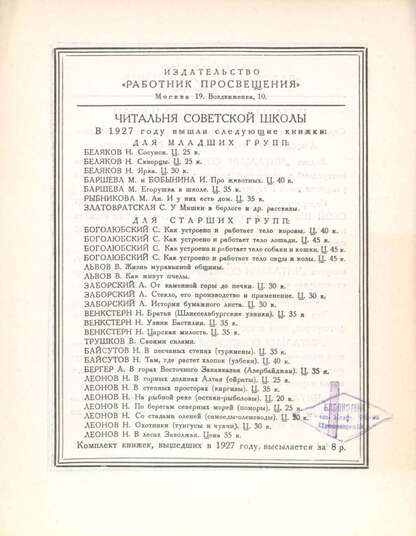 ИЗДАТЕЛЬСТВО
«РАБОТНИК ПРОСВЕЩЕНИЯ»
Москва 19. Воздвиженка, 10.
ЧИТАЛЬНЯ СОВЕТСКОЙ ШКОЛЫ
В 1927 году вышли следующие книжки:
ДЛЯ МЛАДШИХ ГРУПП:
БЕЛЯКОВ Н. Сосунок. Ц. 25 к.
БЕЛЯКОВ Н. Скворцы. Ц. 25 к.
БЕЛЯКОВ Н. Ярка. Ц. 30 к.
БАРШЕВА М. и БОБЫНИНА И. Про животных. Ц. 40 к.
БАРШЕВА М. Егорушка в школе. Ц. 35 к.
РЫБНИКОВА М. Ан. И у них есть дом. Ц. 35 к.
ЗЛАТОВРАТСКАЯ С. У Мишки в берлоге и др. рассказы.
ДЛЯ СТАРШИХ ГРУПП:
БОГОЛЮБСКИЙ С. Как устроено и работает тело коровы. Ц. 40 к.
БОГОЛЮБСКИЙ С. Как устроено и работает тело лошади. Ц. 45 к.
БОГОЛЮБСКИЙ С. Как устроено и работает тело собаки и кошки. Ц. 45 к.
БОГОЛЮБСКИЙ С. Как устроено и работает тело овцы и козы. Ц. 45 к.
ЛЬВОВ В. Жизнь муравьиной общины.
ЛЬВОВ В. Как живут пчелы.
ЗАБОРСКИЙ А. От каменной горы до печки. Ц. 30 к.
ЗАБОРСКИЙ А. Стекло, его производство и применение. Ц. 30 к.
ЗАБОРСКИЙ А. История бумажного листа. Ц. 30 к.
ВЕНКСТЕРН Н. Братья (Шлиссельбургские узники). Ц. 35 к
ВЕНКСТЕРН Н. Узник Бастилии. Ц. 35 к.
ВЕНКСТЕРН Н. Царская милость. Ц. 35 к.
ТРУШКОВ В. Своими силами.
БАЙСУТОВ Н. В песчаных степях (туркмены). Ц. 35 к.
БАЙСУТОВ Н. Там, где растет хлопок (узбеки). Ц. 40 к.
БЕРГЕР А. В горах Восточного Закавказья (Азербайджан). Ц. 35 к.
ЛЕОНОВ Н. В горных долинах Алтая (ойраты). Ц. 25 к.
ЛЕОНОВ Н. В степных просторах (киргизы). Ц. 35 к.
ЛЕОНОВ Н. На рыбной реке (остяки-рыболовы). Ц. 20 к.
ЛЕОНОВ Н. По берегам северных морей (поморы). Ц. 25 к.
ЛЕОНОВ Н. Со стадами оленей (самоеды-оленеводы). Ц. 30 к.
ЛЕОНОВ Н. Охотники (тунгусы и чукчи). Ц. 30 к.
ЛЕОНОВ Н. В лесах Заволжья. Цена 35 к.
Комплект книжек, вышедших в 1927 году, высылается за 8 р.
БИБЛИОТЕКА